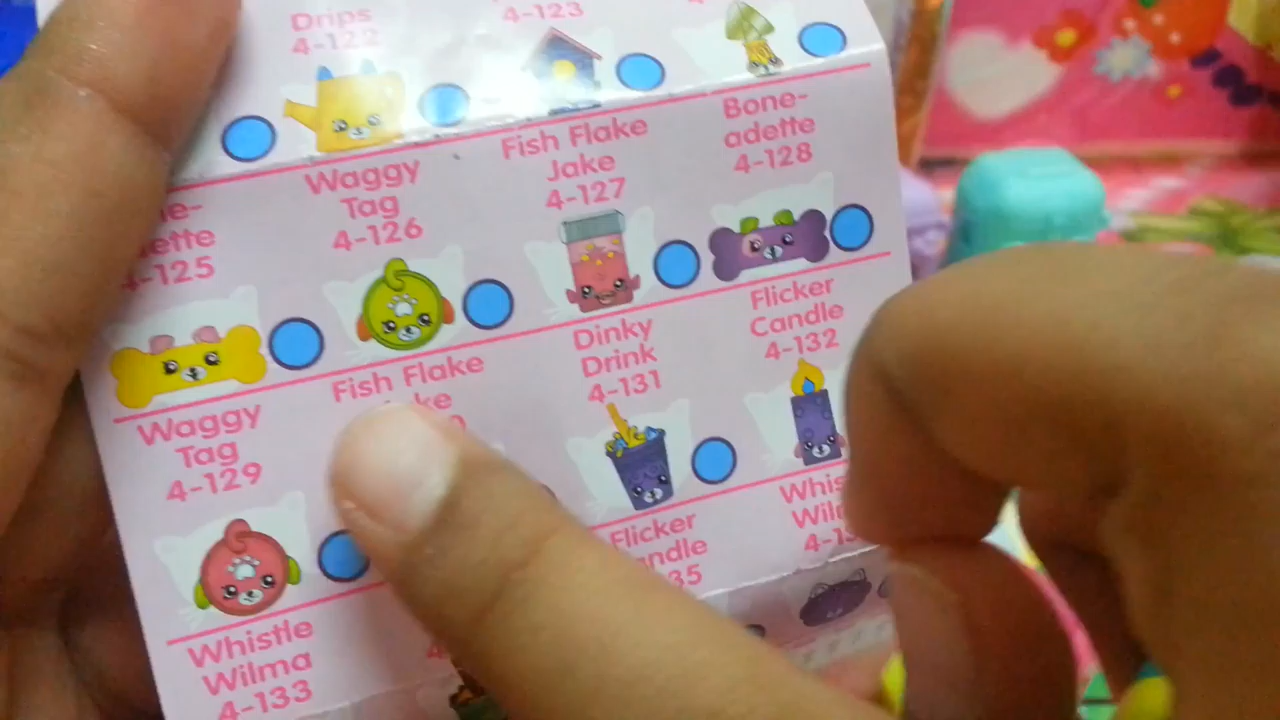 Drips
4-122
4-123
Waggy
Tag
4-126
Fish Flake
Jake
4-127
Bone-
adette
4-128
4-125
Waggy
Tag
4-129
Fish Flake
Dinky
Drink
4-131
Flicker
Candle
4-132
Whistle
Wilma
4-133
Flicker